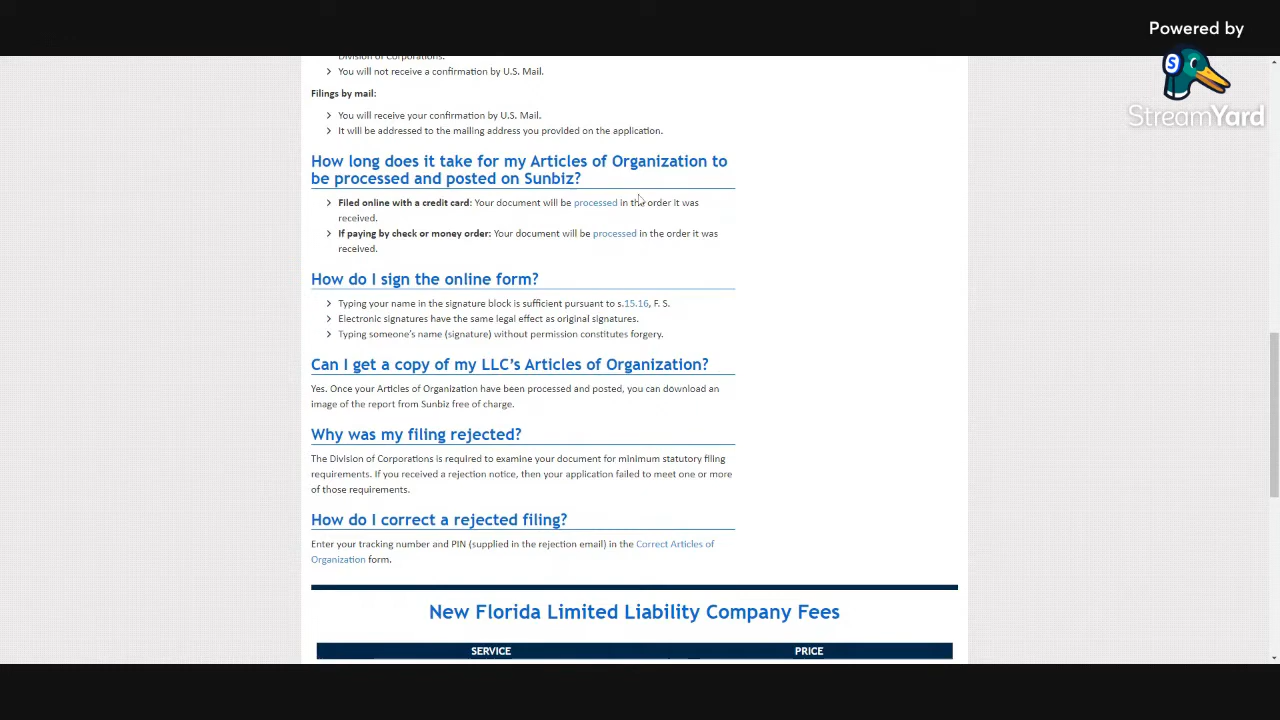 Powered by
StreamYard
Division of Corporations.
You will not receive a confirmation by U.S. Mail.
Filings by mail:
You will receive your confirmation by U.S. Mail.
It will be addressed to the mailing address you provided on the application.
How long does it take for my Articles of Organization to
be processed and posted on Sunbiz?
Filed online with a credit card: Your document will be processed in the order it was
received.
If paying by check or money order: Your document will be processed in the order it was
received.
How do I sign the online form?
Typing your name in the signature block is sufficient pursuant to s.15.16, F. S.
Electronic signatures have the same legal effect as original signatures.
Typing someone’s name (signature) without permission constitutes forgery.
Can I get a copy of my LLC’s Articles of Organization?
Yes. Once your Articles of Organization have been processed and posted, you can download an
image of the report from Sunbiz free of charge.
Why was my filing rejected?
The Division of Corporations is required to examine your document for minimum statutory filing
requirements. If you received a rejection notice, then your application failed to meet one or more
of those requirements.
How do I correct a rejected filing?
Enter your tracking number and PIN (supplied in the rejection email) in the Correct Articles of
Organization form.
New Florida Limited Liability Company Fees
SERVICE PRICE